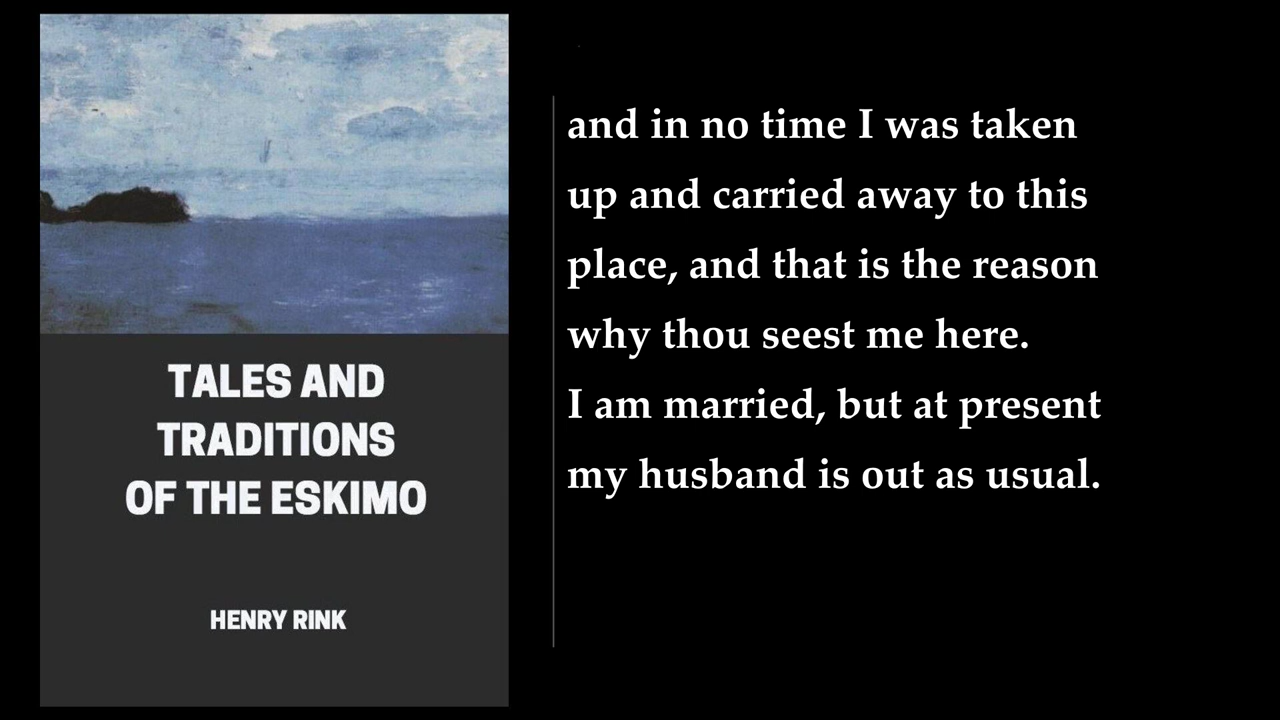 TALES AND
TRADITIONS
OF THE ESKIMO
HENRY RINK
and in no time I was taken
up and carried away to this
place, and that is the reason
why thou seest me here.
I am married, but at present
my husband is out as usual.